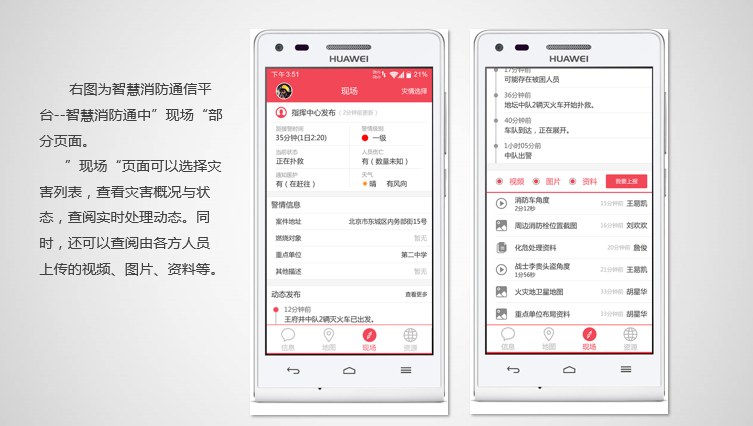 右图为智慧消防通信平
台--智慧消防通中”现场“部
分页面。
”现场“页面可以选择灾
害列表，查看灾害概况与状
态，查阅实时处理动态。同
时，还可以查阅由各方人员
上传的视频、图片、资料等。
HUAWEI
下午3:51
21%
现场
灾情选择
指挥中心发布（2分钟前更新）
距接警时间
警情级别
35分钟(1日2:20)
一级
当前状态
人员伤亡
正在扑救
有（数量未知）
通知医护
天气
有（在赶往）
晴 有风向
警情信息
案件地址 北京市东城区内务部街15号
燃烧对象 暂无
重点单位 第二中学
其他描述 暂无
动态发布 查看更多
12分钟前
王府井中队2辆灭火车已出发。
信息 地图 现场 资源
HUAWEI
17分钟前
可能存在被困人员
36分钟前
地坛中队2辆灭火车开始扑救。
40分钟前
车队到达，正在展开。
1小时05分前
中队出警
视频 图片 资料 我要上报
消防车角度 15分钟前 王思凯
2分12秒
周边消防栓位置截图 16分钟前 刘欢欢
化危处理资料 20分钟前 詹俊
战士李贵头盔角度 21分钟前 王思凯
1分12秒
火灾地卫星地图 33分钟前 胡星华
重点单位布局资料 33分钟前 胡星华
信息 地图 现场 资源